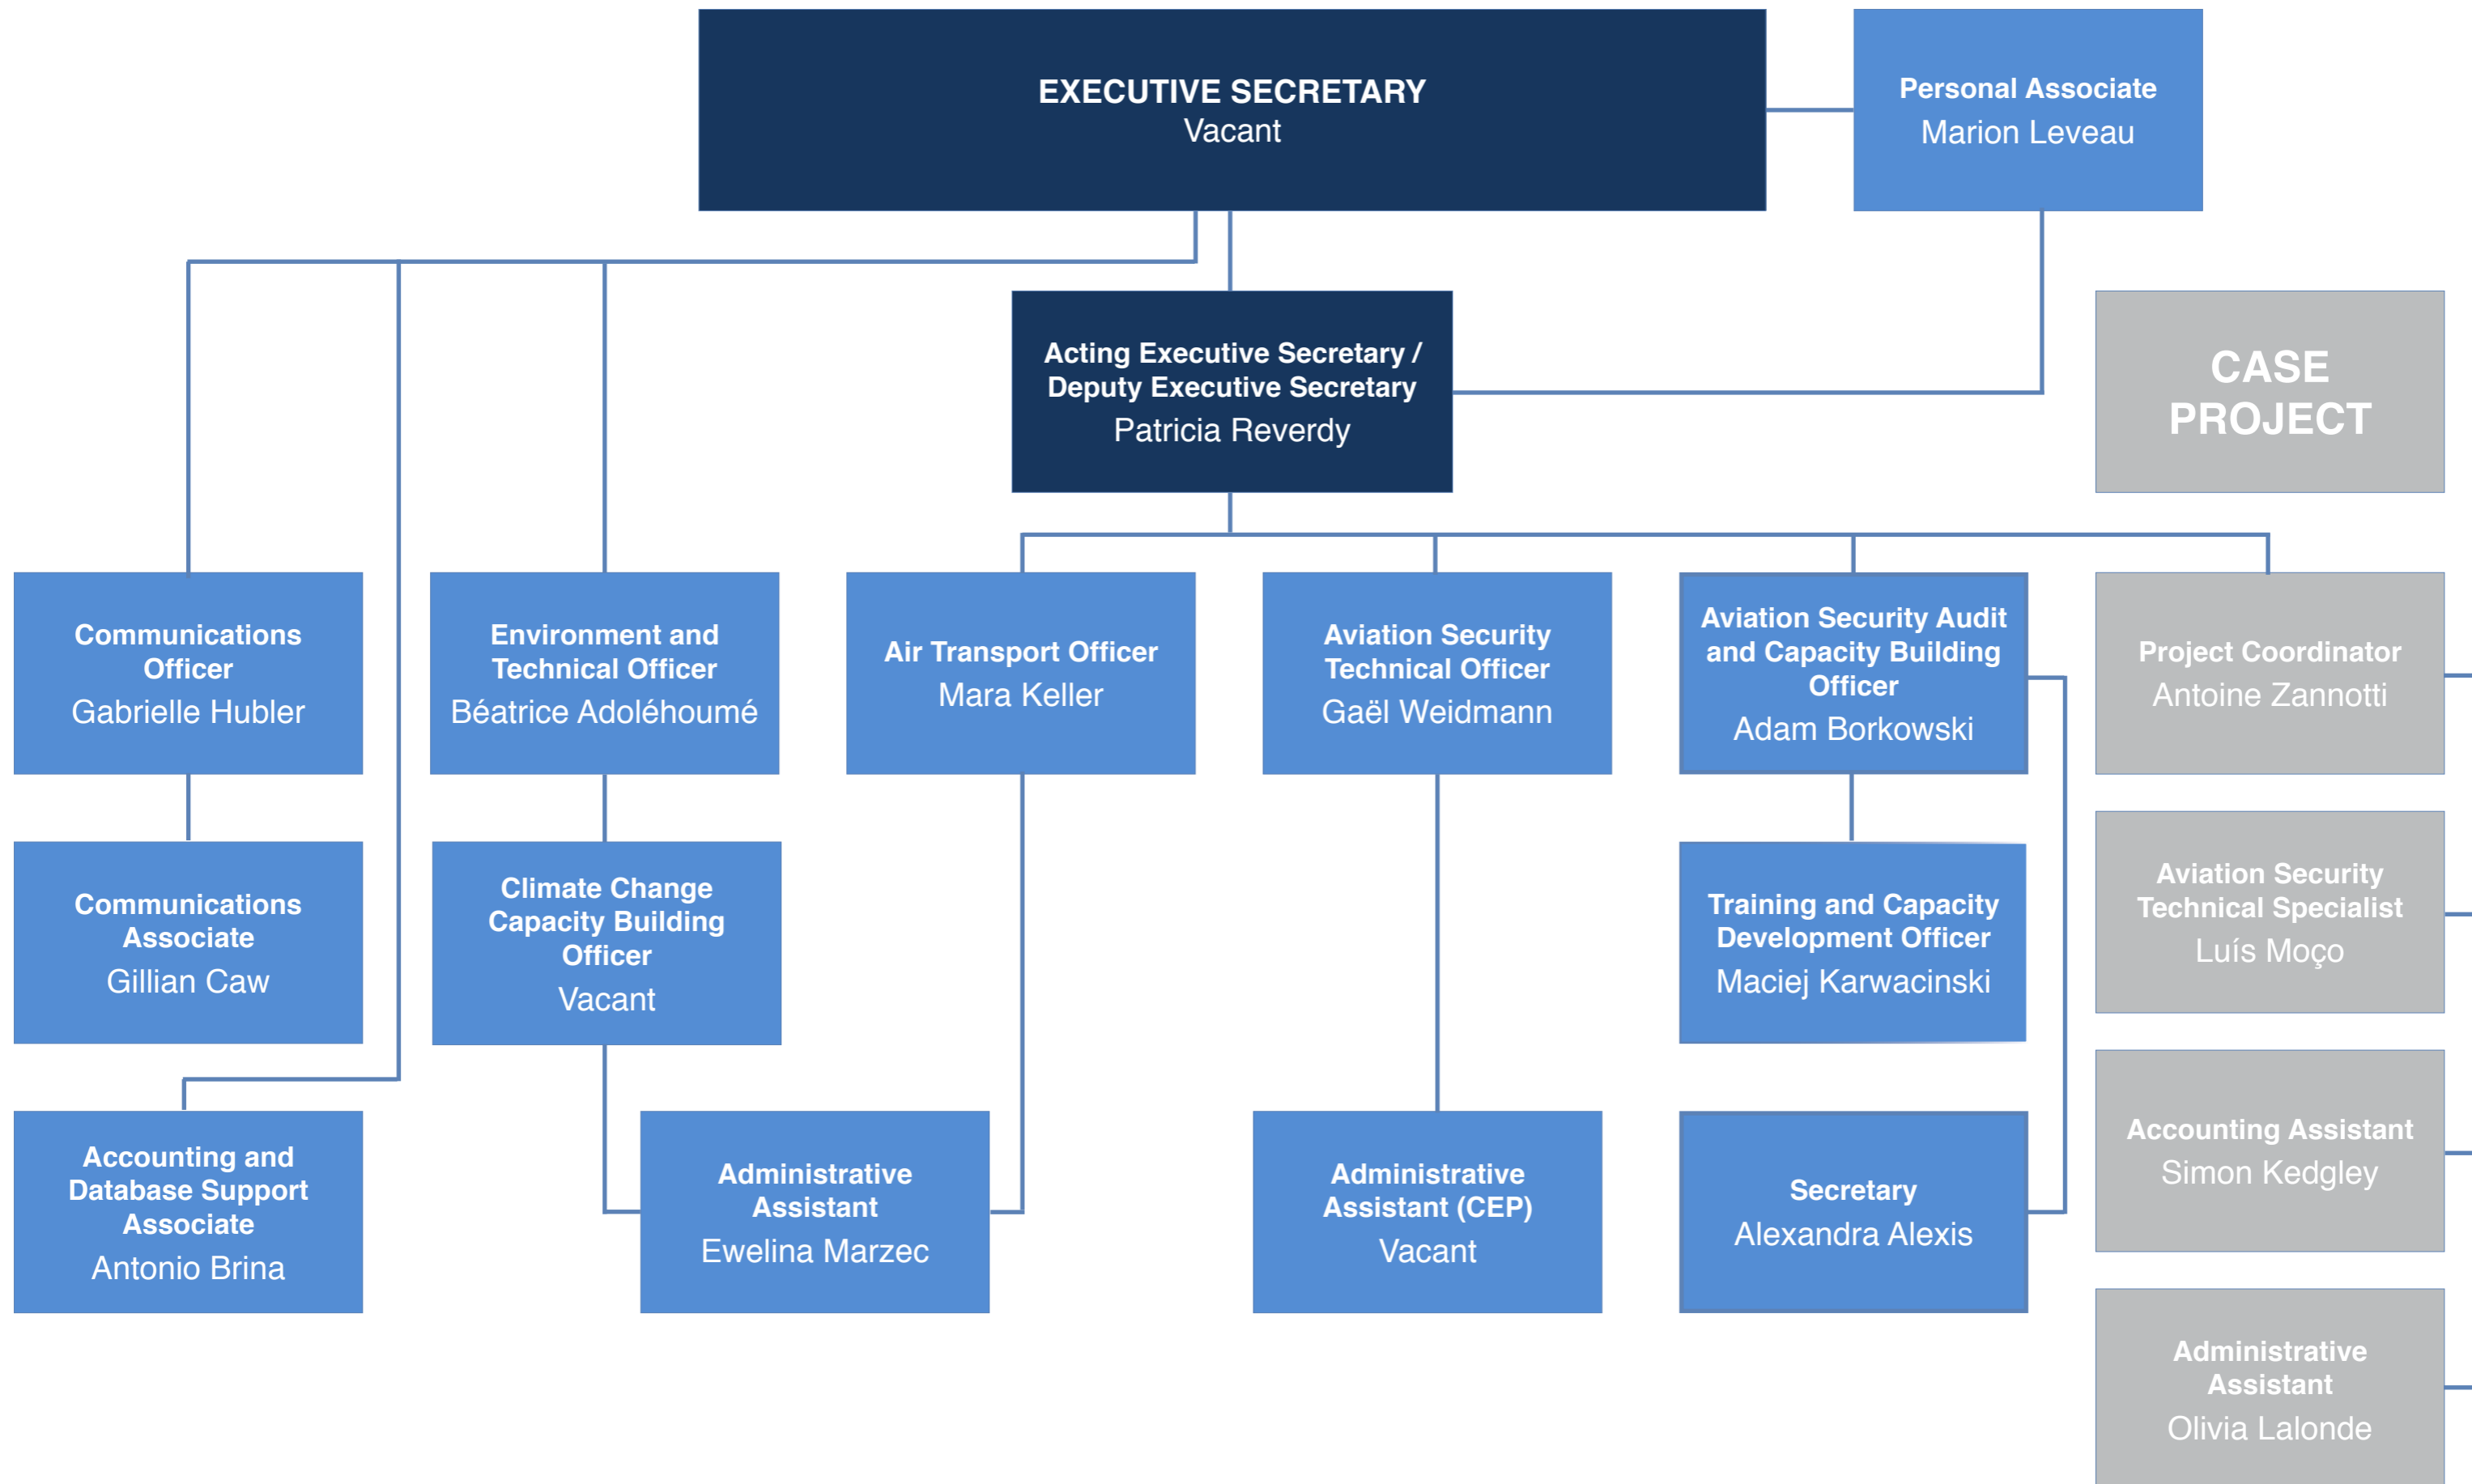 EXECUTIVE SECRETARY
Vacant
Personal Associate
Marion Leveau
Acting Executive Secretary /
Deputy Executive Secretary
Patricia Reverdy
CASE
PROJECT
Communications
Officer
Gabrielle Hubler
Environment and
Technical Officer
Béatrice Adoléhoumé
Air Transport Officer
Mara Keller
Aviation Security
Technical Officer
Gaël Weidmann
Aviation Security Audit
and Capacity Building
Officer
Adam Borkowski
Project Coordinator
Antoine Zannotti
Communications
Associate
Gillian Caw
Climate Change
Capacity Building
Officer
Vacant
Training and Capacity
Development Officer
Maciej Karwacinski
Aviation Security
Technical Specialist
Luís Moço
Accounting and
Database Support
Associate
Antonio Brina
Administrative
Assistant
Ewelina Marzec
Administrative
Assistant (CEP)
Vacant
Secretary
Alexandra Alexis
Accounting Assistant
Simon Kedgley
Administrative
Assistant
Olivia Lalonde